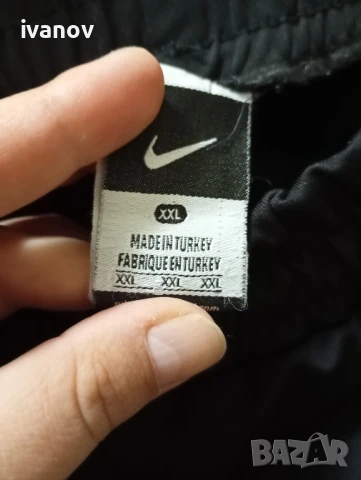 ivanov
XXL
MADE IN TURKEY
FABRIQUE EN TURKEY
XXL XXL XXL
BAZAR